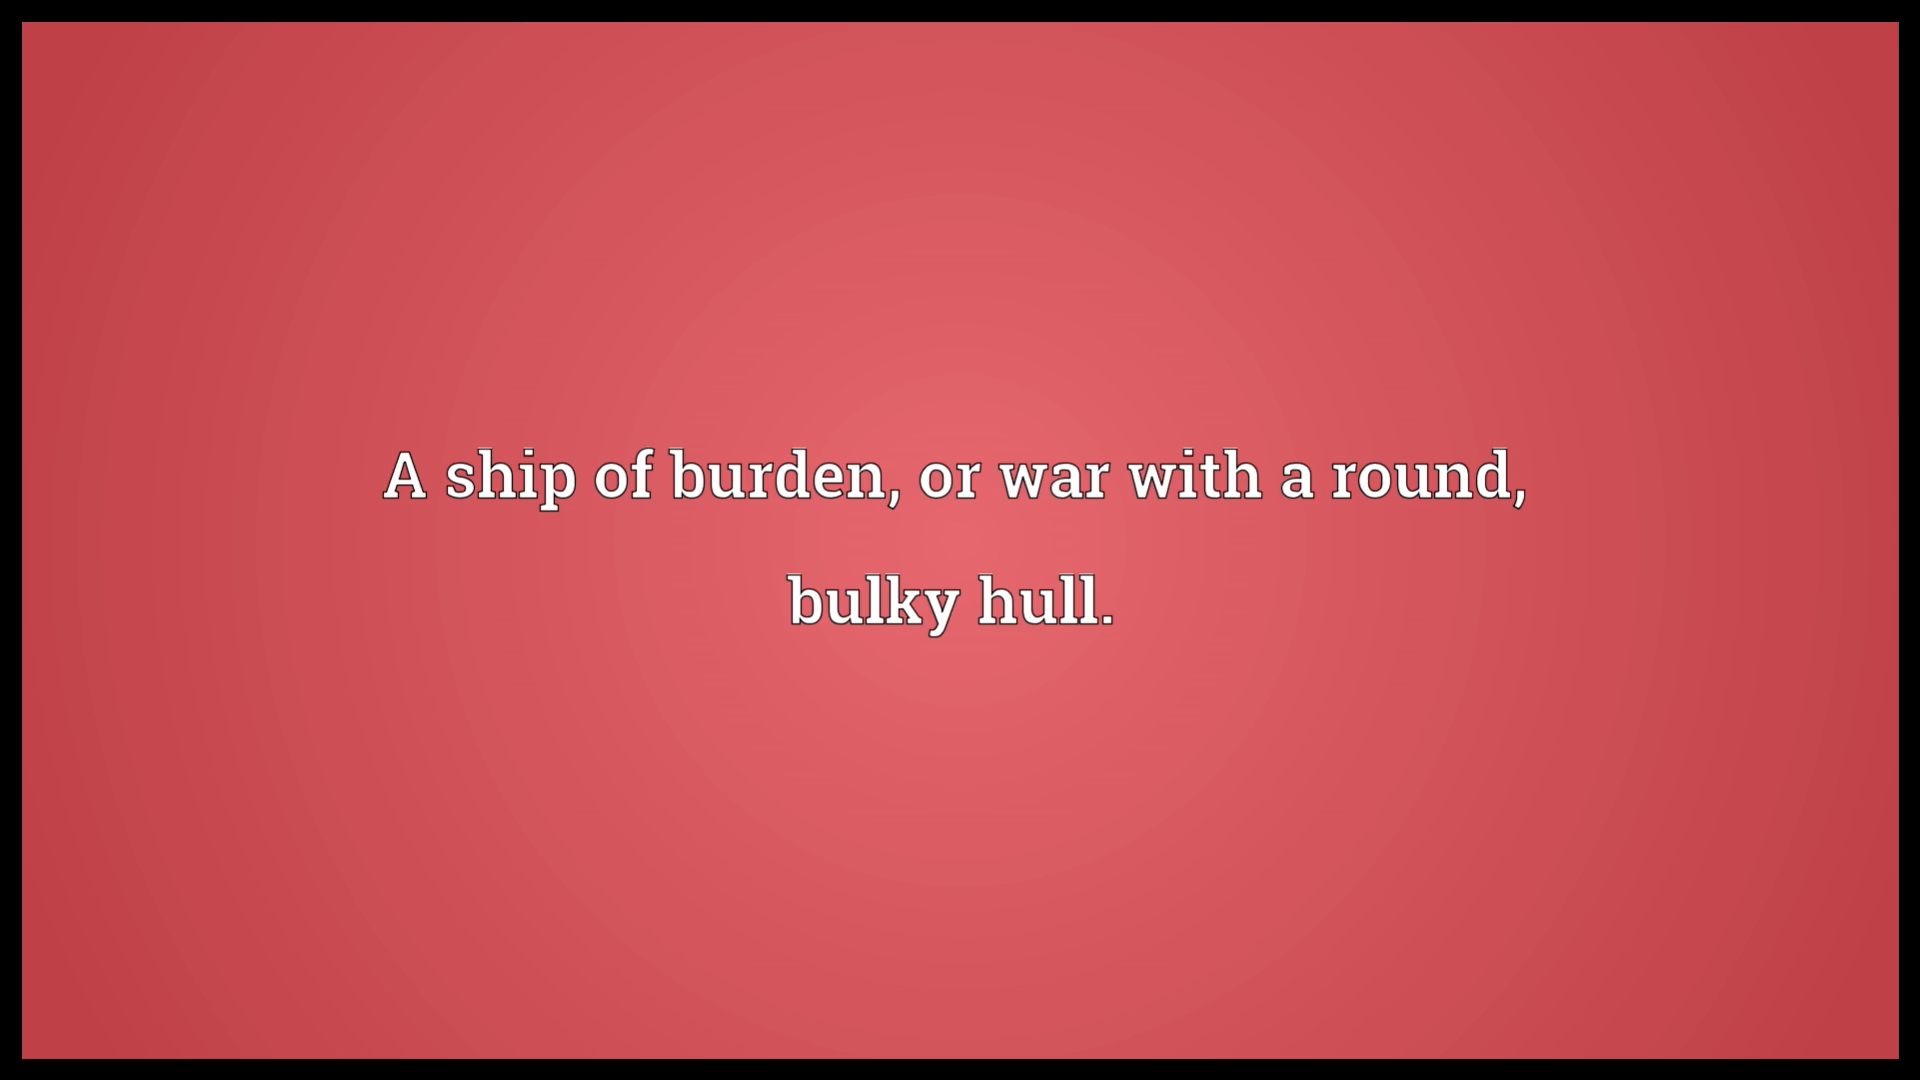 A ship of burden, or war with a round,
bulky hull.